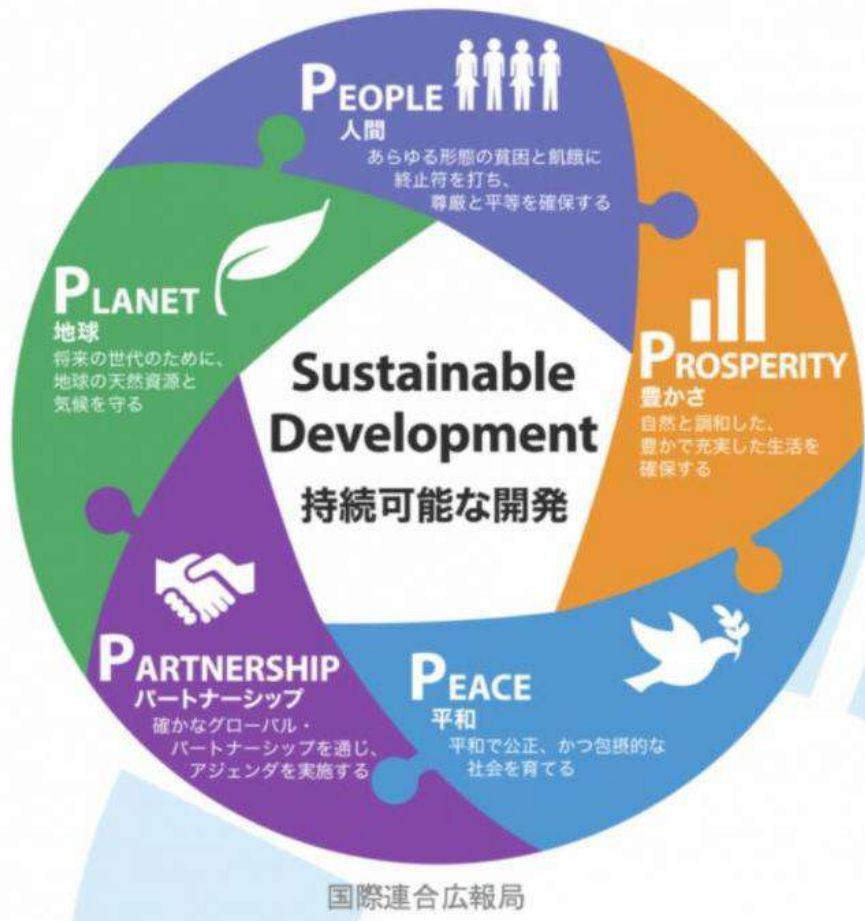 PEOPLE
人間
あらゆる形態の貧困と飢餓に
終止符を打ち、
尊厳と平等を確保する
PLANET
地球
将来の世代のために、
地球の天然資源と
気候を守る
PROSPERITY
豊かさ
自然と調和した、
豊かで充実した生活を
確保する
Sustainable
Development
持続可能な開発
PARTNERSHIP
パートナーシップ
確かなグローバル・
パートナーシップを通じ、
アジェンダを実施する
PEACE
平和
平和で公正、かつ包摂的な
社会を育てる
国際連合広報局